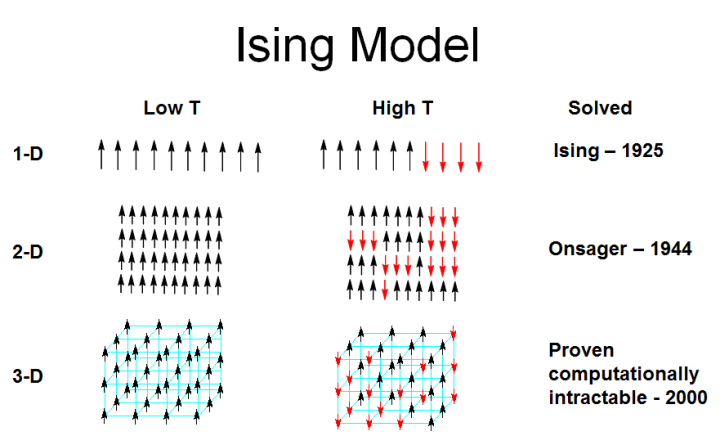 Ising Model
Low T
High T
Solved
1-D
Ising – 1925
2-D
Onsager – 1944
3-D
Proven
computationally
intractable - 2000